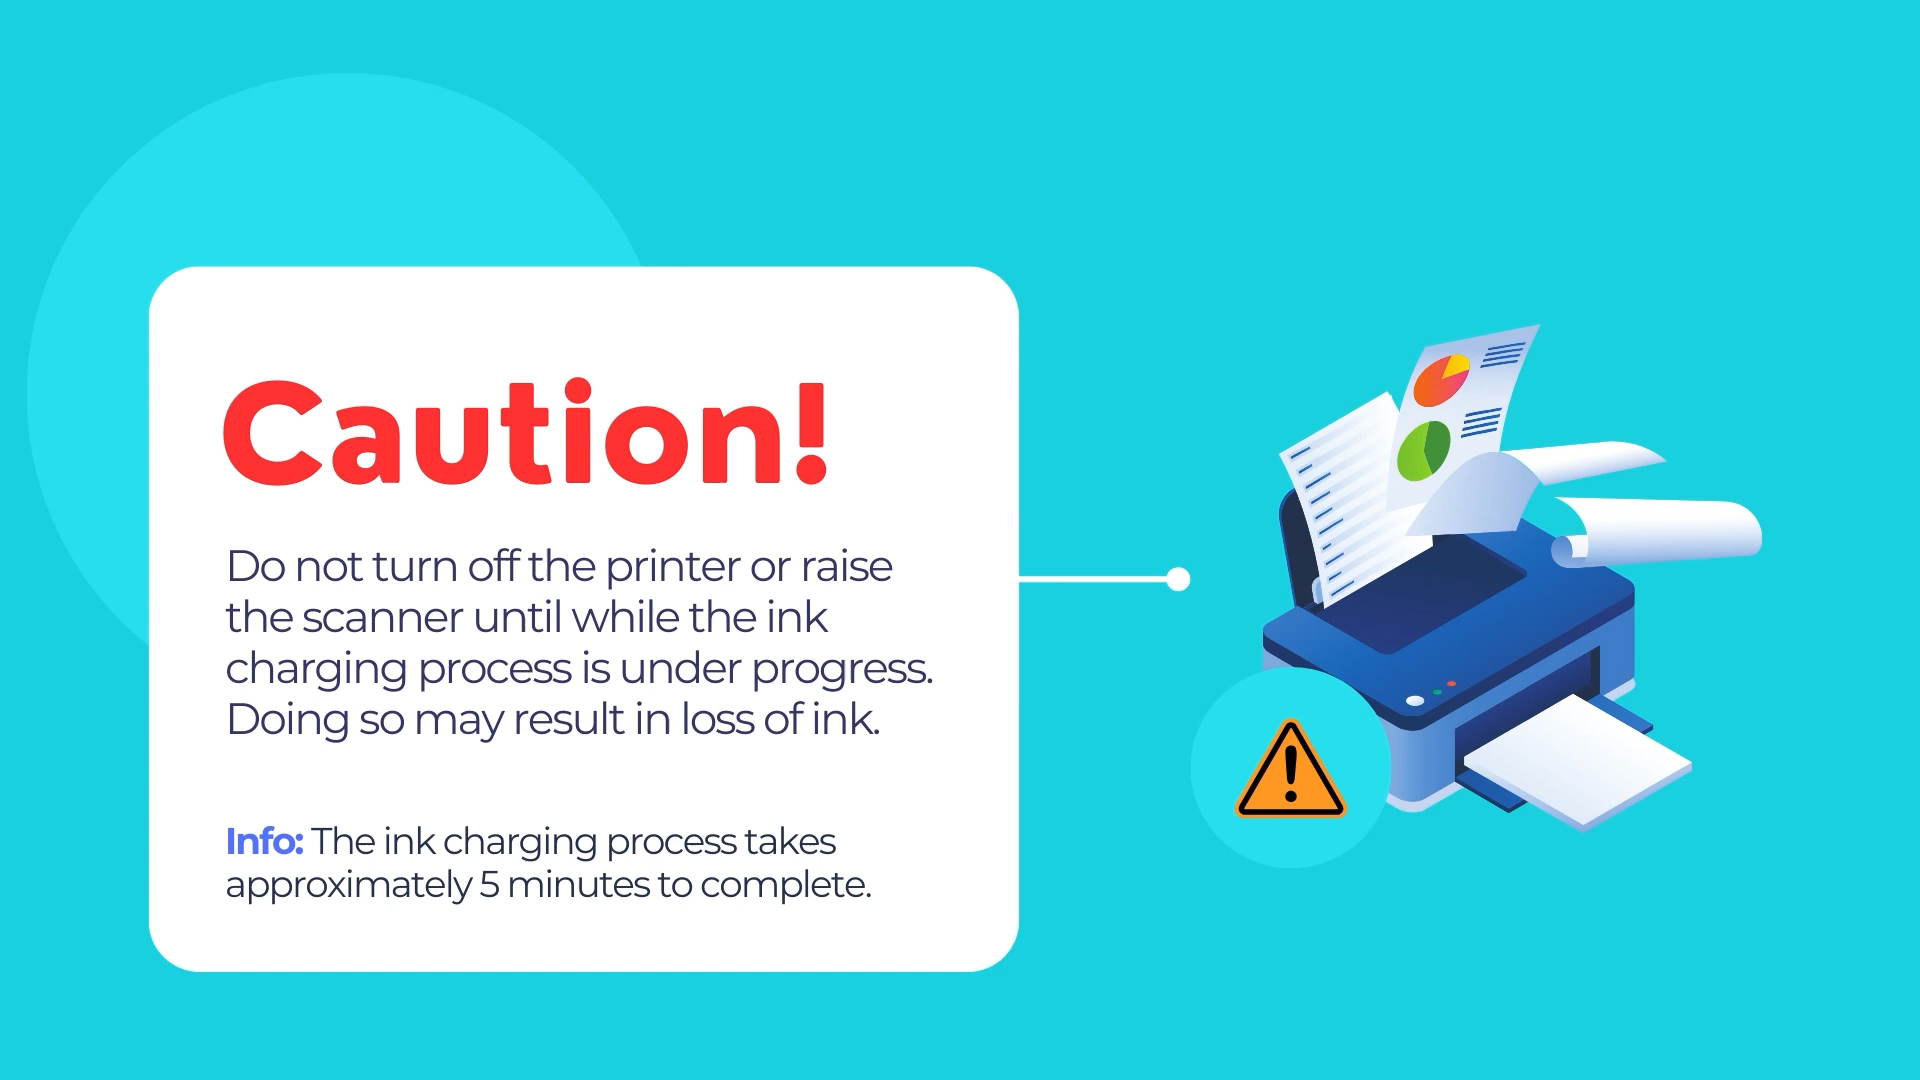 Caution!
Do not turn off the printer or raise
the scanner until while the ink
charging process is under progress.
Doing so may result in loss of ink.
Info: The ink charging process takes
approximately 5 minutes to complete.